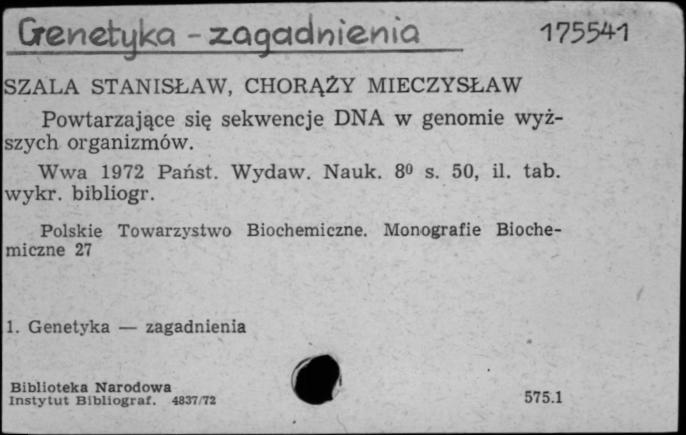 Genetyka - zagadnienia 175541
SZALA STANISŁAW, CHORĄŻY MIECZYSŁAW
Powtarzające się sekwencje DNA w genomie wyż-
szych organizmów.
Wwa 1972 Państ. Wydaw. Nauk. 8⁰ s. 50, il. tab.
wykr. bibliogr.
Polskie Towarzystwo Biochemiczne. Monografie Bioche-
miczne 27
1. Genetyka — zagadnienia
Biblioteka Narodowa
Instytut Bibliograf. 4837/72 575.1